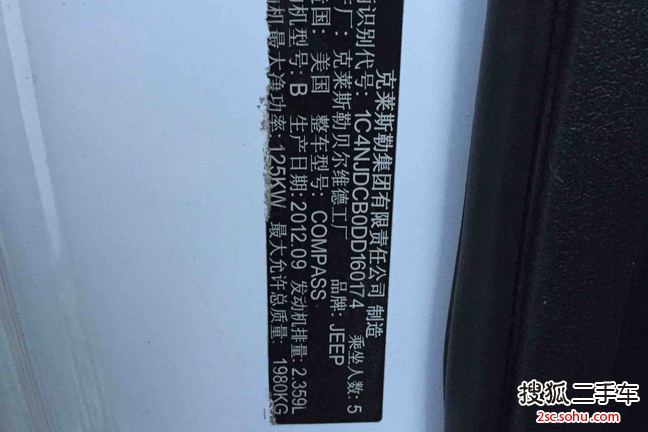 克莱斯勒集团有限责任公司 制造
识别代号: 1C4NJDCB0DD160174 乘坐人数: 5
厂: 克莱斯勒贝尔维德工厂 品牌: JEEP
国: 美国 整车型号: COMPASS
机型号: B 生产日期: 2012.09 发动机排量: 2.359L
机最大净功率: 125KW 最大允许总质量: 1980KG
搜狐二手车
2sc.sohu.com